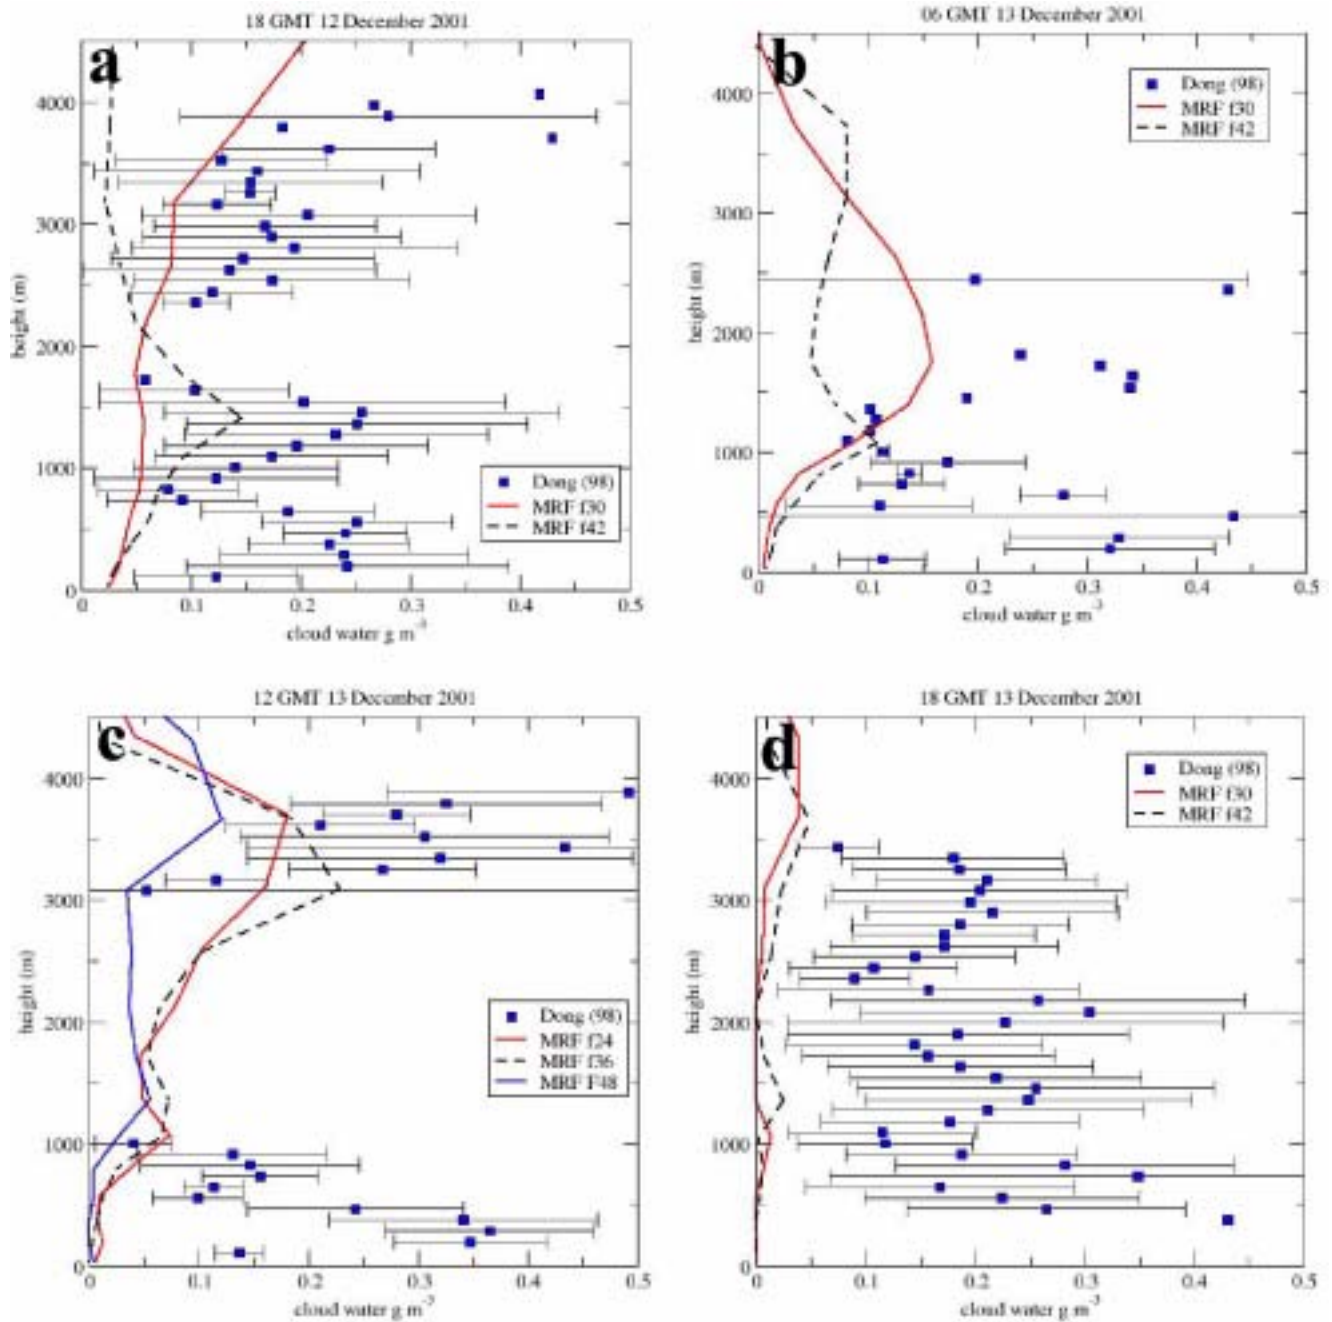 18 GMT 12 December 2001
a
4000
3000
2000
1000
0
height (m)
Dong (98)
MRF f30
MRF f42
0 0.1 0.2 0.3 0.4 0.5
cloud water g m⁻³
06 GMT 13 December 2001
b
Dong (98)
MRF f30
MRF f42
4000
3000
2000
1000
0
height (m)
0 0.1 0.2 0.3 0.4 0.5
cloud water g m⁻³
12 GMT 13 December 2001
c
4000
3000
2000
1000
0
height (m)
Dong (98)
MRF f24
MRF f36
MRF F48
0 0.1 0.2 0.3 0.4 0.5
cloud water g m⁻³
18 GMT 13 December 2001
d
Dong (98)
MRF f30
MRF f42
4000
3000
2000
1000
0
height (m)
0 0.1 0.2 0.3 0.4 0.5
cloud water g m⁻³